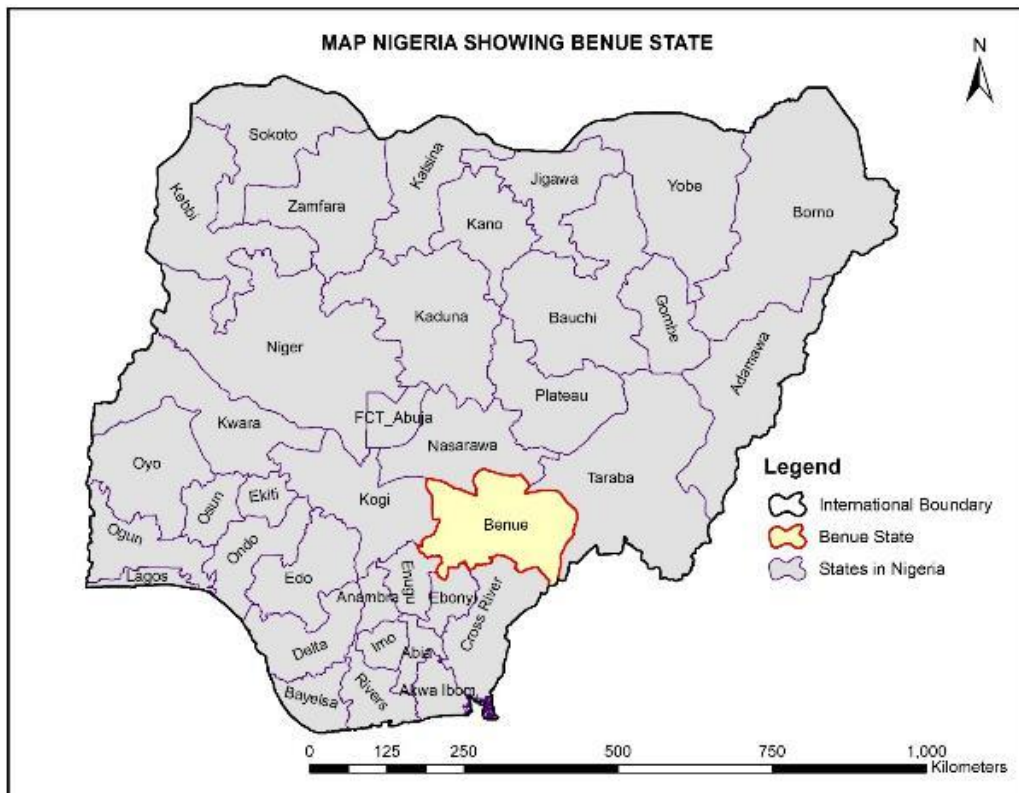 MAP NIGERIA SHOWING BENUE STATE
N
Sokoto
Katsina
Jigawa
Yobe
Kebbi
Zamfara
Kano
Borno
Kaduna
Bauchi
Gombe
Niger
Adamawa
Plateau
FCT_Abuja
Kwara
Nasarawa
Oyo
Taraba
Kogi
Osun
Ekiti
Benue
Ogun
Ondo
Lagos
Edo
Anambra
Enugu
Ebonyi
Cross River
Delta
Imo
Abia
Bayelsa
Rivers
Akwa Ibom
Legend
International Boundary
Benue State
States in Nigeria
0 125 250 500 750 1,000
Kilometers